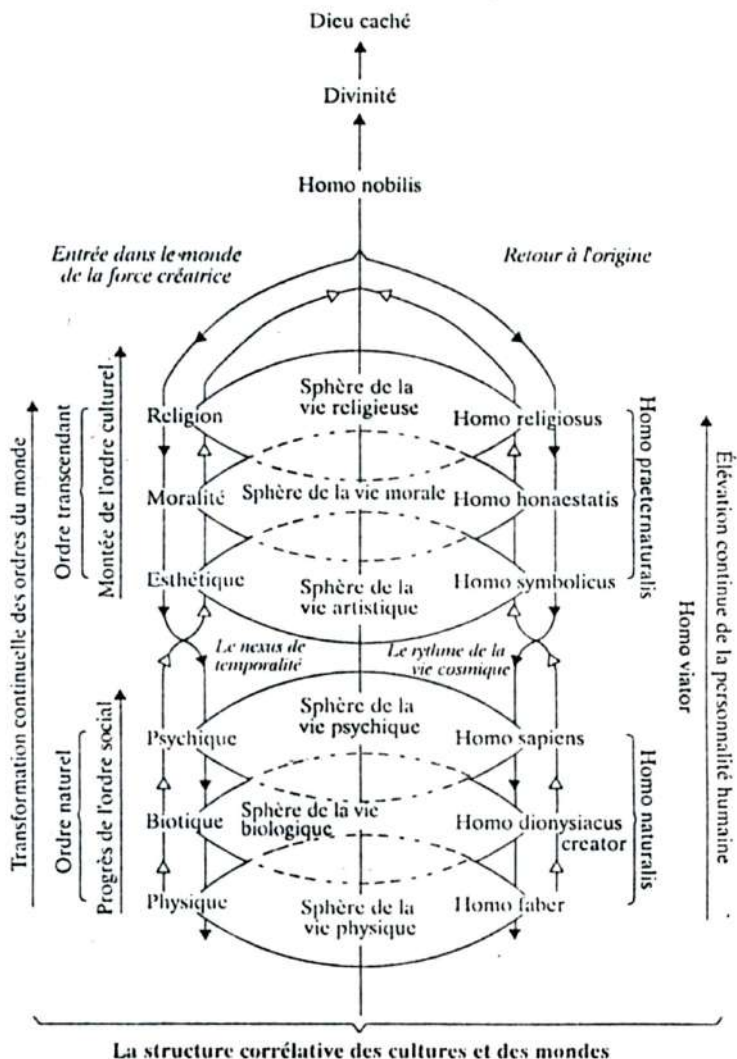 Dieu caché
Divinité
Homo nobilis
Entrée dans le monde
de la force créatrice
Retour à l'origine
Transformation continuelle des ordres du monde
Ordre transcendant
Montée de l'ordre culturel
Religion
Sphère de la
vie religieuse
Homo religiosus
Moralité
Sphère de la vie morale
Homo honaestatis
Esthétique
Sphère de la
vie artistique
Homo symbolicus
Homo praeternaturalis
Élévation continue de la personnalité humaine
Homo viator
Le nexus de
temporalité
Le rythme de la
vie cosmique
Ordre naturel
Progrès de l'ordre social
Psychique
Sphère de la
vie psychique
Homo sapiens
Biotique
Sphère de la vie
biologique
Homo dionysiacus
creator
Physique
Sphère de la
vie physique
Homo faber
Homo naturalis
La structure corrélative des cultures et des mondes